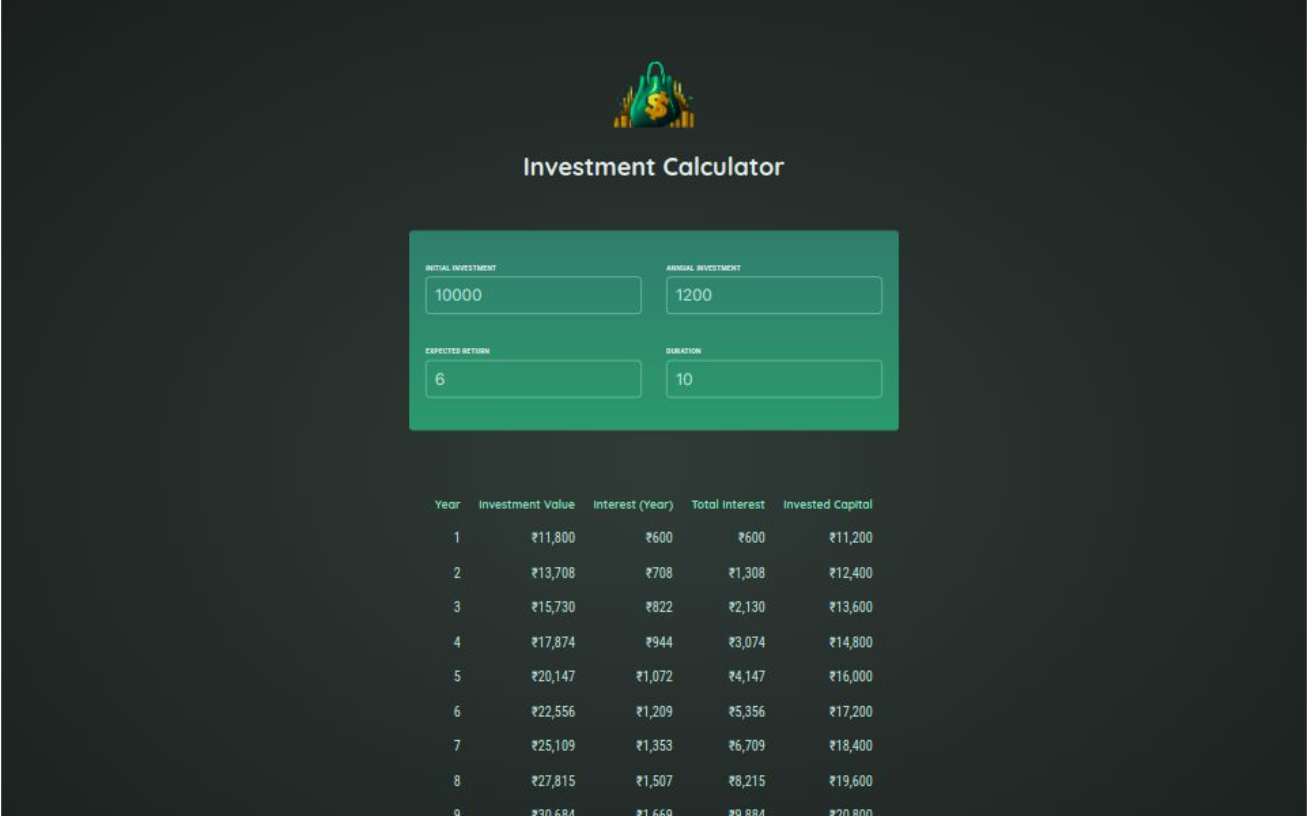 $
Investment Calculator
INITIAL INVESTMENT ANNUAL INVESTMENT
10000 1200
EXPECTED RETURN DURATION
6 10
Year Investment Value Interest (Year) Total Interest Invested Capital
1 ₹11,800 ₹600 ₹600 ₹11,200
2 ₹13,708 ₹708 ₹1,308 ₹12,400
3 ₹15,730 ₹822 ₹2,130 ₹13,600
4 ₹17,874 ₹944 ₹3,074 ₹14,800
5 ₹20,147 ₹1,072 ₹4,147 ₹16,000
6 ₹22,556 ₹1,209 ₹5,356 ₹17,200
7 ₹25,109 ₹1,353 ₹6,709 ₹18,400
8 ₹27,815 ₹1,507 ₹8,215 ₹19,600
9 ₹30,684 ₹1,669 ₹9,884 ₹20,800